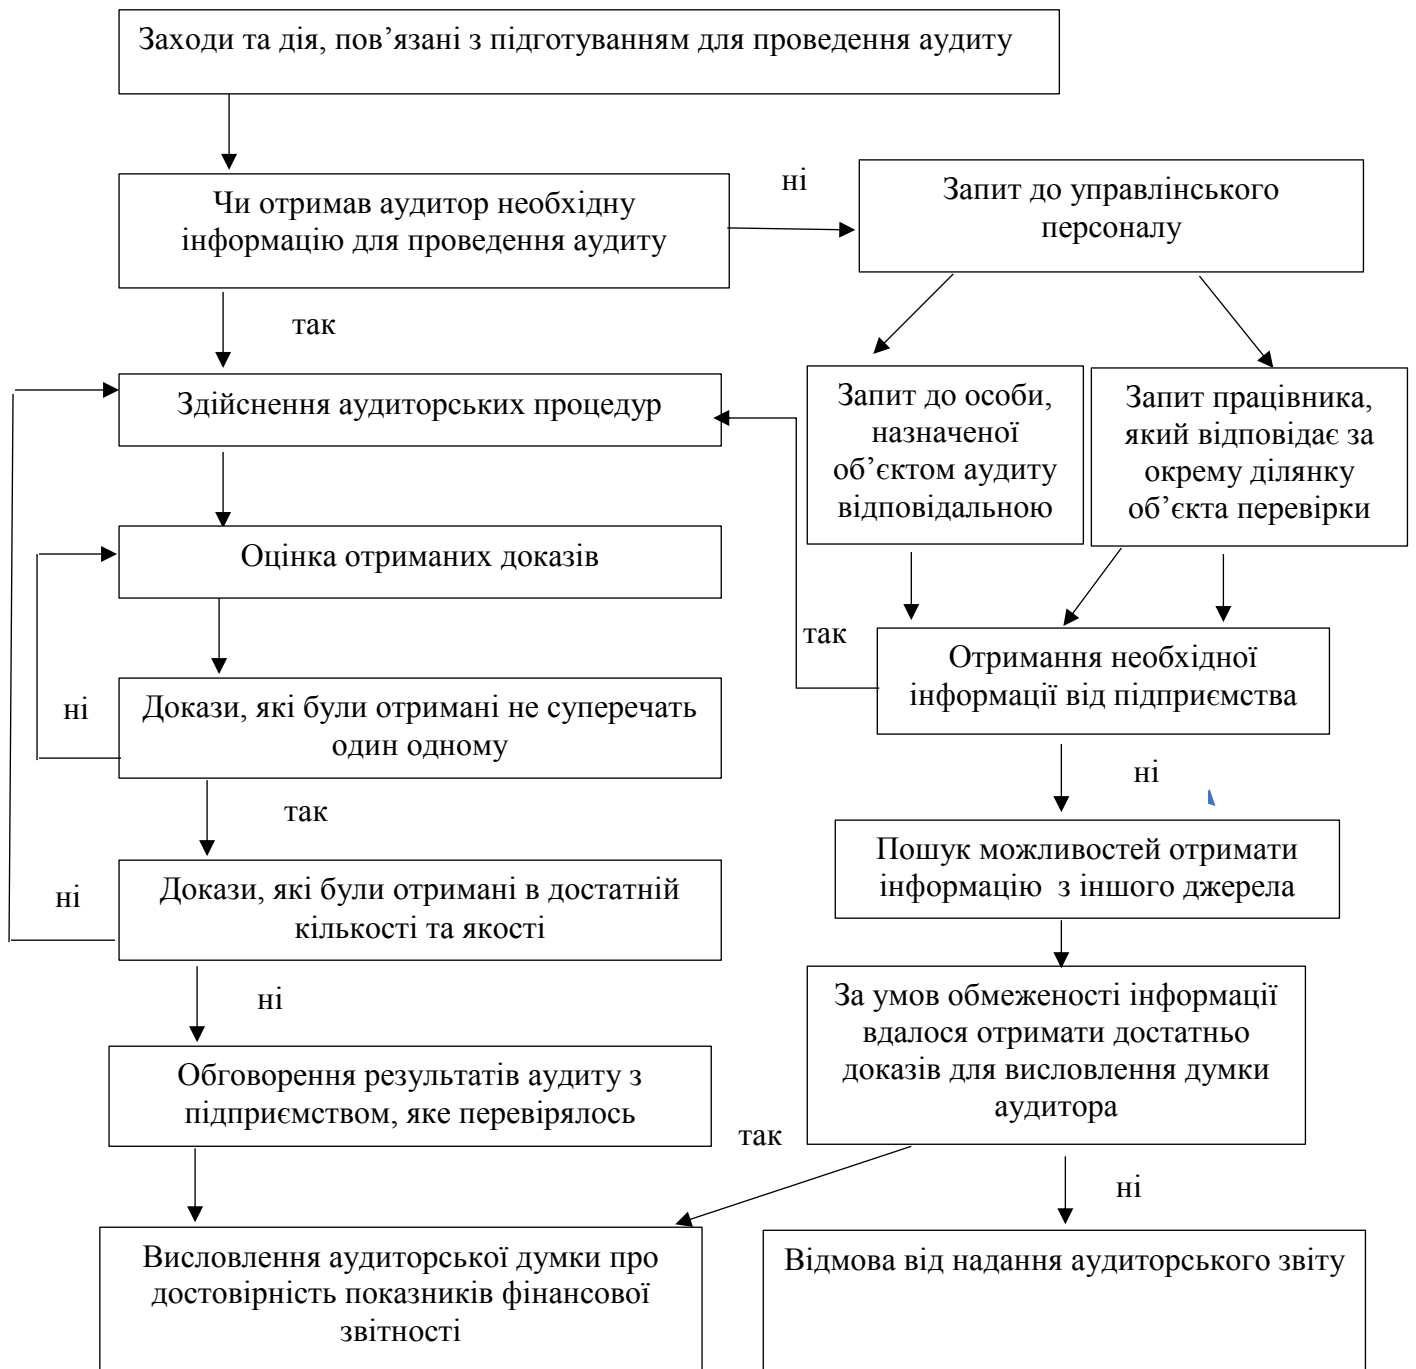 Заходи та дія, пов’язані з підготуванням для проведення аудиту
Чи отримав аудитор необхідну
інформацію для проведення аудиту
ні
Запит до управлінського
персоналу
так
Здійснення аудиторських процедур
Запит до особи,
назначеної
об’єктом аудиту
відповідальною
Запит працівника,
який відповідає за
окрему ділянку
об’єкта перевірки
Оцінка отриманих доказів
так
Отримання необхідної
інформації від підприємства
ні
Докази, які були отримані не суперечать
один одному
ні
так
Пошук можливостей отримати
інформацію з іншого джерела
ні
Докази, які були отримані в достатній
кількості та якості
ні
За умов обмеженості інформації
вдалося отримати достатньо
доказів для висловлення думки
аудитора
Обговорення результатів аудиту з
підприємством, яке перевірялось
так
ні
Висловлення аудиторської думки про
достовірність показників фінансової
звітності
Відмова від надання аудиторського звіту